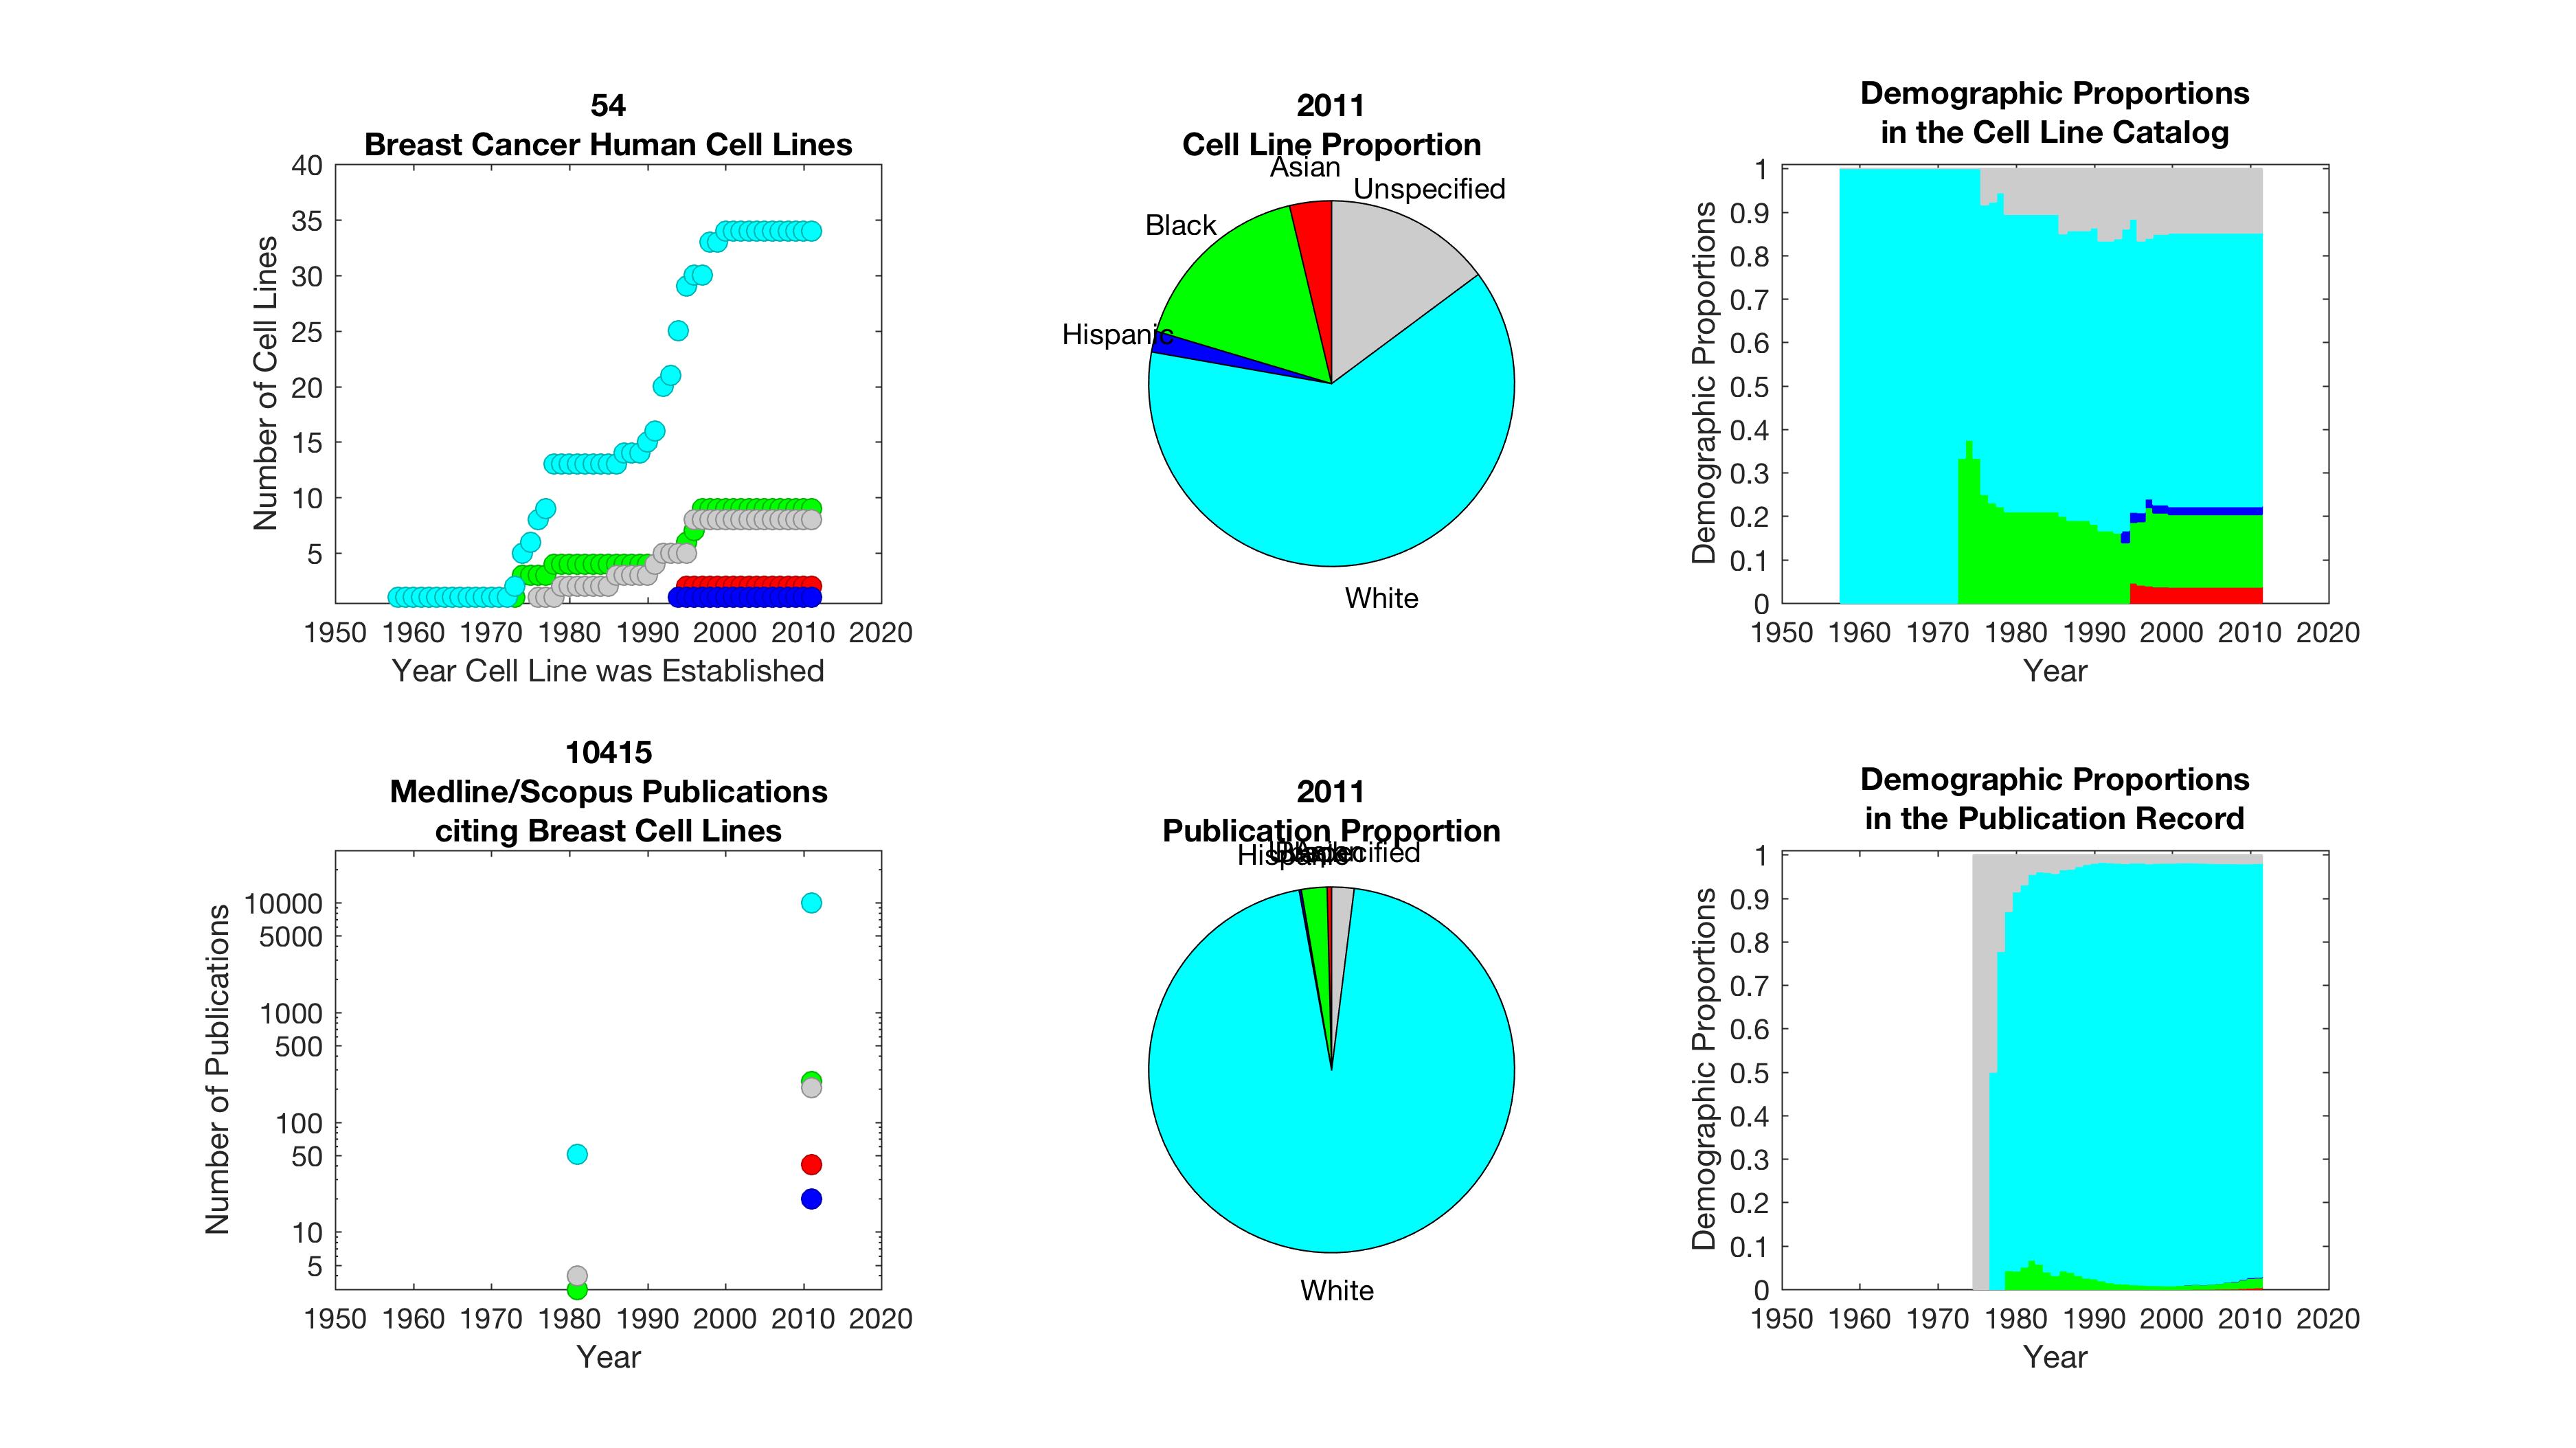 54
Breast Cancer Human Cell Lines
40
35
30
25
20
15
10
5
Number of Cell Lines
1950 1960 1970 1980 1990 2000 2010 2020
Year Cell Line was Established
2011
Cell Line Proportion
Asian
Unspecified
Black
Hispanic
White
Demographic Proportions
in the Cell Line Catalog
1
0.9
0.8
0.7
0.6
0.5
0.4
0.3
0.2
0.1
0
Demographic Proportions
1950 1960 1970 1980 1990 2000 2010 2020
Year
10415
Medline/Scopus Publications
citing Breast Cell Lines
10000
5000
1000
500
100
50
10
5
Number of Publications
1950 1960 1970 1980 1990 2000 2010 2020
Year
2011
Publication Proportion
White
Demographic Proportions
in the Publication Record
1
0.9
0.8
0.7
0.6
0.5
0.4
0.3
0.2
0.1
0
Demographic Proportions
1950 1960 1970 1980 1990 2000 2010 2020
Year